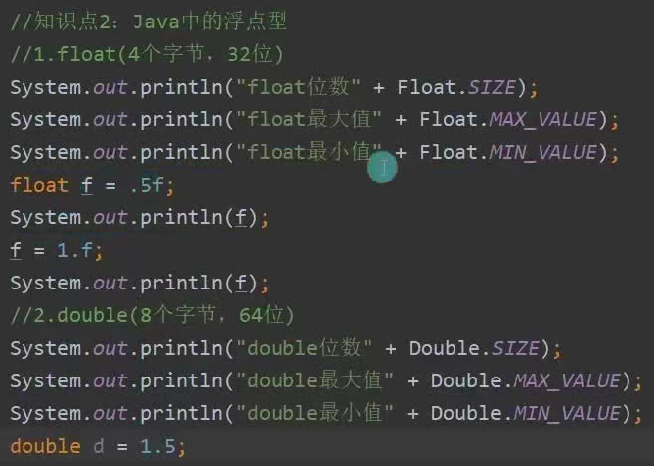 //知识点2：Java中的浮点型
//1.float(4个字节，32位)
System.out.println("float位数" + Float.SIZE);
System.out.println("float最大值" + Float.MAX_VALUE);
System.out.println("float最小值" + Float.MIN_VALUE);
float f = .5f;
System.out.println(f);
f = 1.f;
System.out.println(f);
//2.double(8个字节，64位)
System.out.println("double位数" + Double.SIZE);
System.out.println("double最大值" + Double.MAX_VALUE);
System.out.println("double最小值" + Double.MIN_VALUE);
double d = 1.5;